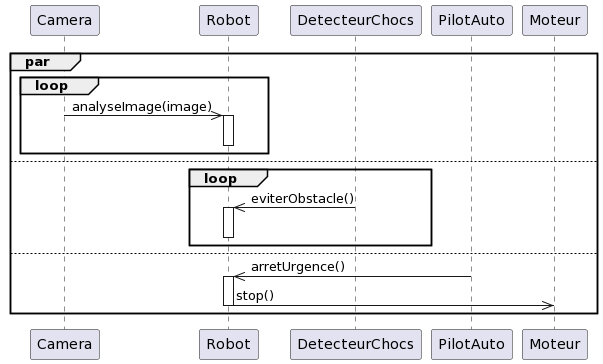 Camera Robot DetecteurChocs PilotAuto Moteur
par
loop
analyseImage(image)
loop
eviterObstacle()
arretUrgence()
stop()
Camera Robot DetecteurChocs PilotAuto Moteur